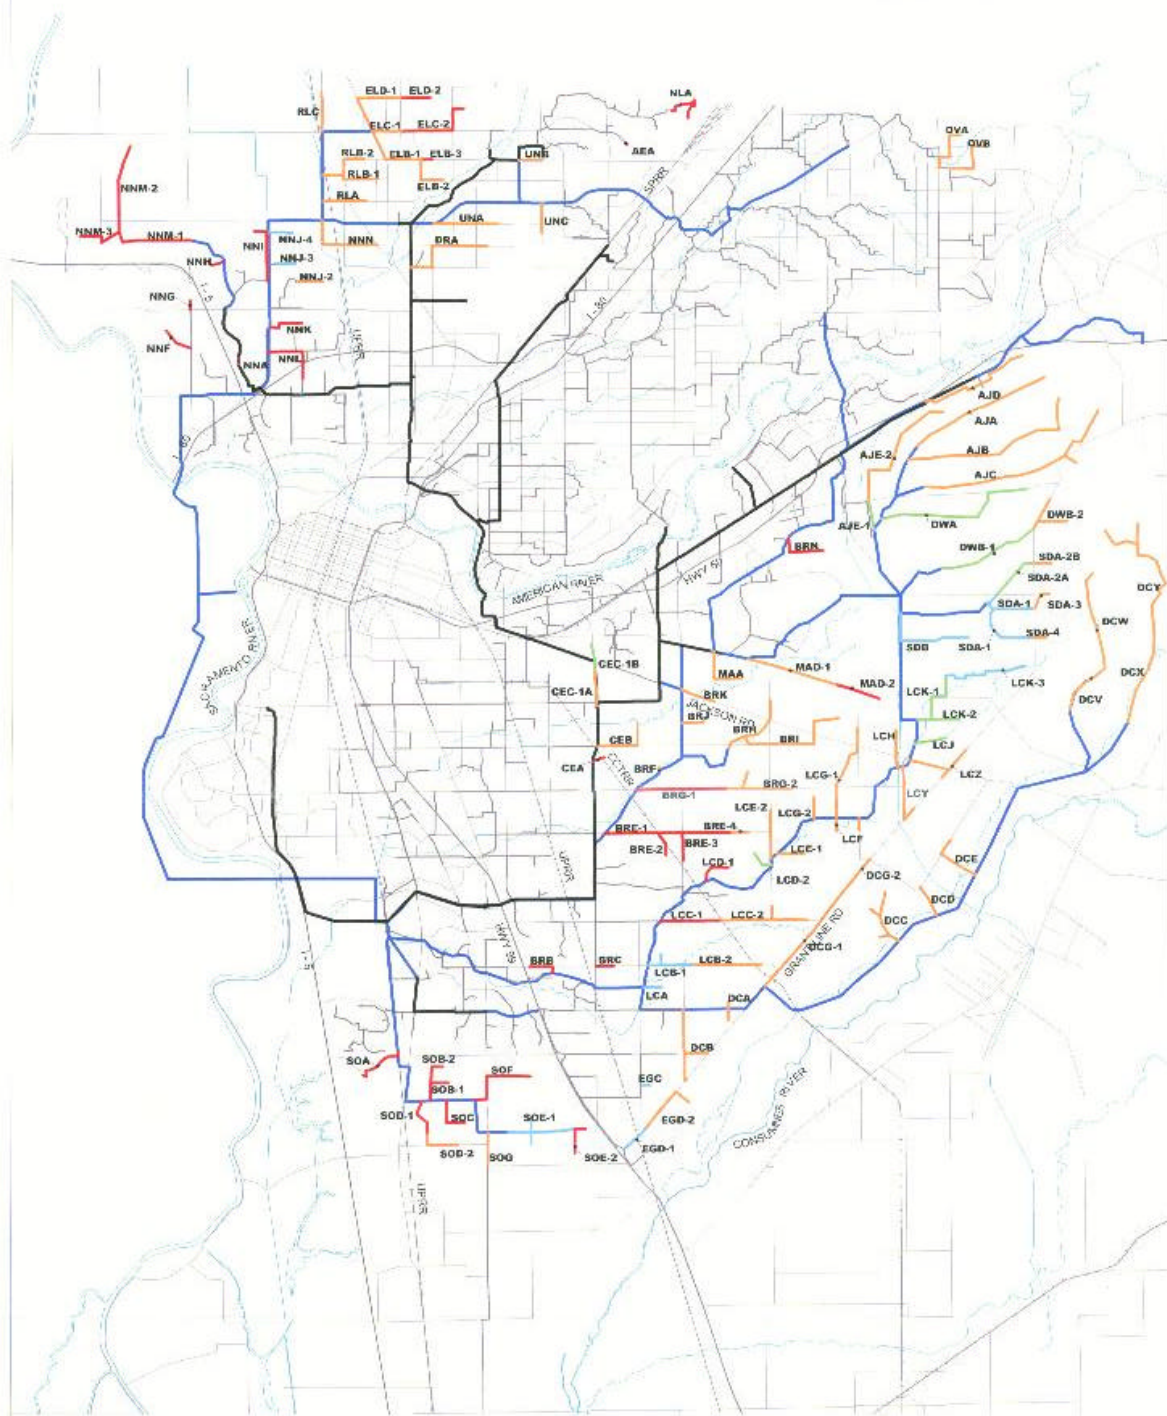 ELD-1 ELD-2
NLA
RLC
ELC-1 ELC-2
OVA
OVB
RLB-2 ELB-1 ELB-3
UNB
AEA
RLB-1
ELB-2
SPRR
NNM-2
RLA
UNA
UNC
NNM-3 NNM-1
NNI NNJ-4
NNN
DRA
NNH
NNJ-3
NNJ-2
I-5
NNG
I-80
NNK
UPRR
NNF
NNA
NNL
AJD
AJA
I-80
AJE-2
AJB
AJC
AJE-1
DWA
DWB-2
BRN
DWB-1
SDA-2B
HWY 50
SDA-2A
AMERICAN RIVER
DCY
SDA-1
SDA-3
DCW
SDA-4
SDB
SDA-1
SACRAMENTO RIVER
CEC-1B
MAA
MAD-1
LCK-3
DCX
CEC-1A
BRK
MAD-2
LCK-1
DCV
JACKSON RD
BRJ
LCK-2
CEB
BRH
BRI
LCH
LCJ
CEA
CCTRR
BRF
LCG-1
LCZ
BRG-1
BRG-2
LCY
LCE-2
LCG-2
BRE-1
BRE-4
LCF
BRE-2
BRE-3
LCE-1
DCE
UPRR
LCD-1
LCD-2
DCG-2
DCD
LCC-1 LCC-2
DCC
GRANT LINE RD
DCG-1
HWY 99
I-5
BRB
BRC
LCB-1
LCB-2
LCA
DCA
DCB
SOA
SOB-2
SOF
EGC
SOB-1
SOD-1
SOC
SOE-1
EGD-2
CONSUMNES RIVER
SOD-2
SOG
SOE-2
EGD-1
UPRR